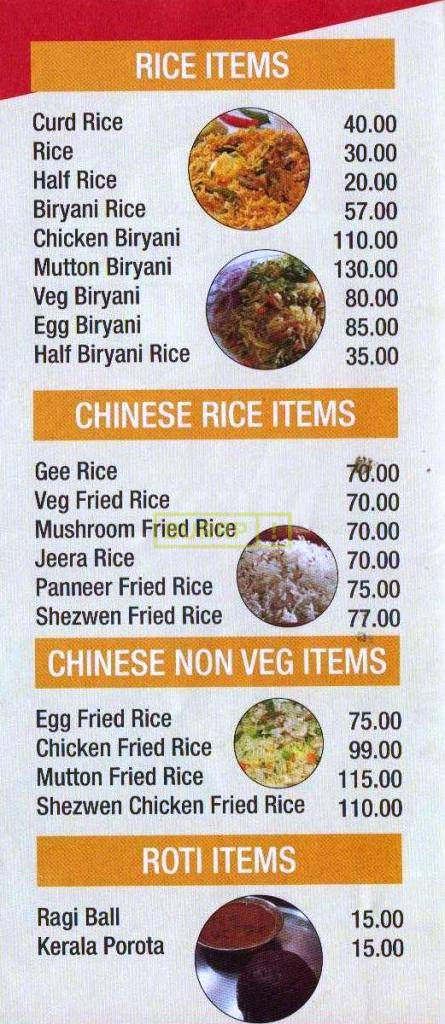 RICE ITEMS
Curd Rice 40.00
Rice 30.00
Half Rice 20.00
Biryani Rice 57.00
Chicken Biryani 110.00
Mutton Biryani 130.00
Veg Biryani 80.00
Egg Biryani 85.00
Half Biryani Rice 35.00
CHINESE RICE ITEMS
Gee Rice 70.00
Veg Fried Rice 70.00
Mushroom Fried Rice 70.00
Jeera Rice 70.00
Panneer Fried Rice 75.00
Shezwen Fried Rice 77.00
CHINESE NON VEG ITEMS
Egg Fried Rice 75.00
Chicken Fried Rice 99.00
Mutton Fried Rice 115.00
Shezwen Chicken Fried Rice 110.00
ROTI ITEMS
Ragi Ball 15.00
Kerala Porota 15.00